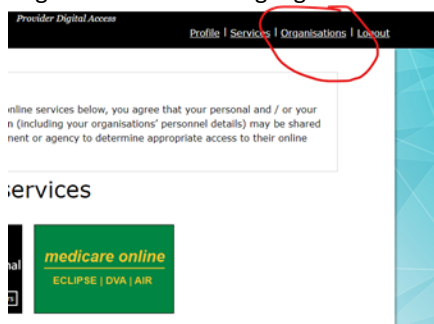 Provider Digital Access
Profile | Services | Organisations | Logout
online services below, you agree that your personal and / or your
n (including your organisations' personnel details) may be shared
ment or agency to determine appropriate access to their online
services
medicare online
ECLIPSE | DVA | AIR